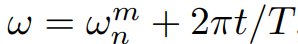 ω = ω_n^m + 2πt/T